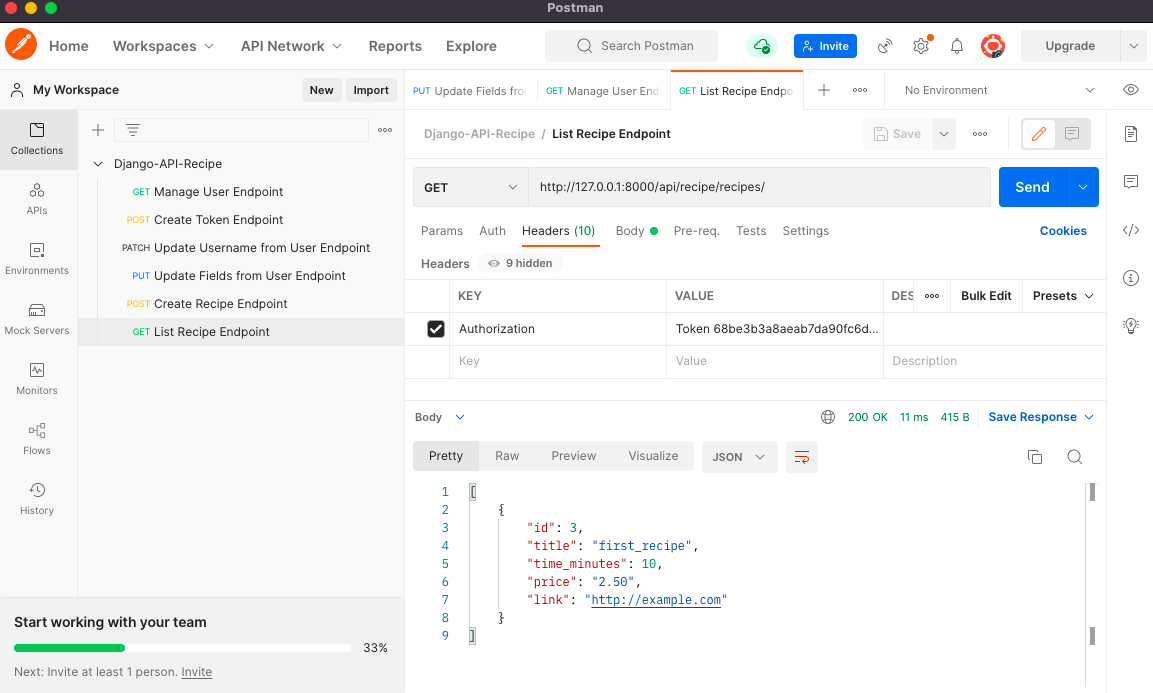 Postman
Home Workspaces API Network Reports Explore Search Postman Invite Upgrade
My Workspace New Import
PUT Update Fields fro GET Manage User End GET List Recipe Endpo No Environment
Collections
APIs
Environments
Mock Servers
Monitors
Flows
History
Django-API-Recipe
GET Manage User Endpoint
POST Create Token Endpoint
PATCH Update Username from User Endpoint
PUT Update Fields from User Endpoint
POST Create Recipe Endpoint
GET List Recipe Endpoint
Start working with your team
33%
Next: Invite at least 1 person. Invite
Django-API-Recipe / List Recipe Endpoint Save
GET http://127.0.0.1:8000/api/recipe/recipes/ Send
Params Auth Headers (10) Body Pre-req. Tests Settings Cookies
Headers 9 hidden
KEY VALUE DES Bulk Edit Presets
Authorization Token 68be3b3a8aeab7da90fc6d...
Key Value Description
Body 200 OK 11 ms 415 B Save Response
Pretty Raw Preview Visualize JSON
1 [
2 {
3 "id": 3,
4 "title": "first_recipe",
5 "time_minutes": 10,
6 "price": "2.50",
7 "link": "http://example.com"
8 }
9 ]